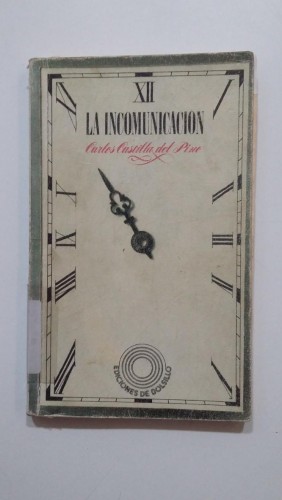 XII
LA INCOMUNICACION
Carlos Castilla del Pino
EDICIONES DE BOLSILLO